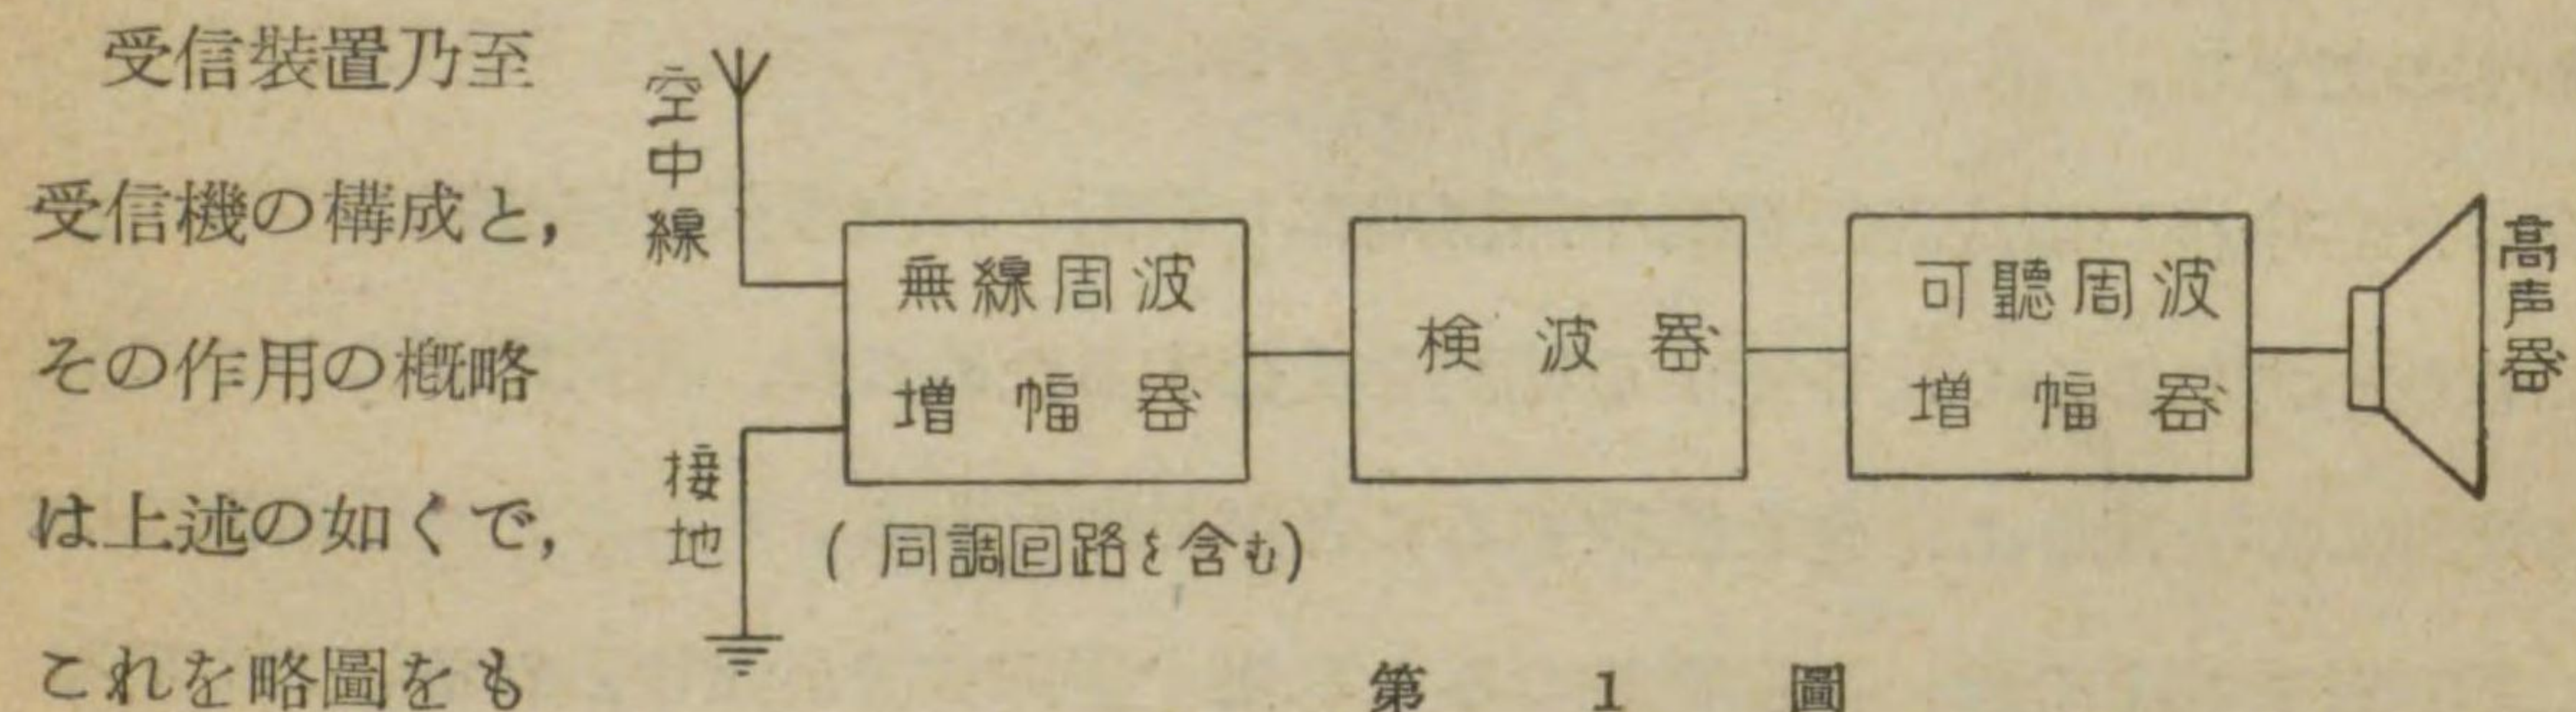 受信裝置乃至
受信機の構成と，
その作用の槪略
は上述の如くで，
これを略圖をも
空中線
接地
無線周波
増幅器
(同調回路を含む)
検波器
可聽周波
増幅器
高声器
第1圖